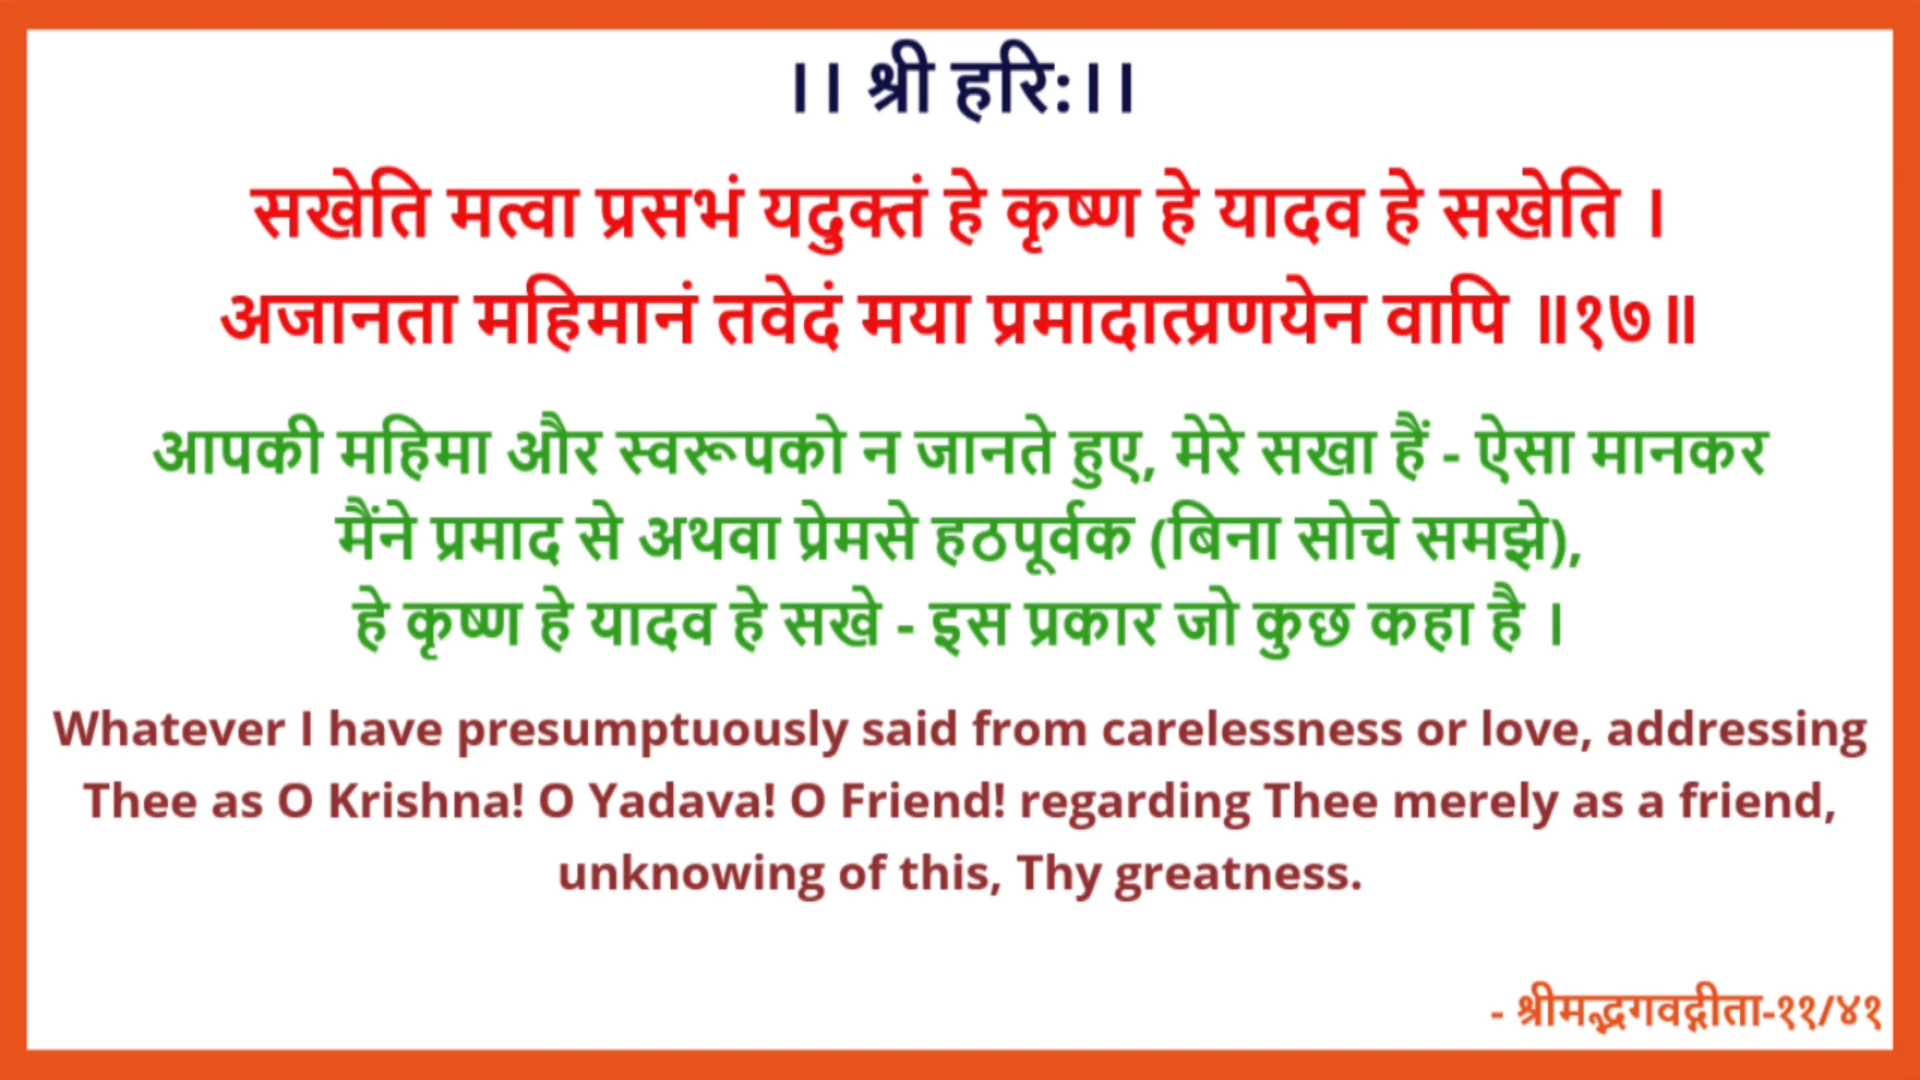 ।। श्री हरि:।।
सखेति मत्वा प्रसभं यदुक्तं हे कृष्ण हे यादव हे सखेति ।
अजानता महिमानं तवेदं मया प्रमादात्प्रणयेन वापि ॥१७॥
आपकी महिमा और स्वरूपको न जानते हुए, मेरे सखा हैं - ऐसा मानकर
मैंने प्रमाद से अथवा प्रेमसे हठपूर्वक (बिना सोचे समझे),
हे कृष्ण हे यादव हे सखे - इस प्रकार जो कुछ कहा है ।
Whatever I have presumptuously said from carelessness or love, addressing
Thee as O Krishna! O Yadava! O Friend! regarding Thee merely as a friend,
unknowing of this, Thy greatness.
- श्रीमद्भगवद्गीता-११/४१